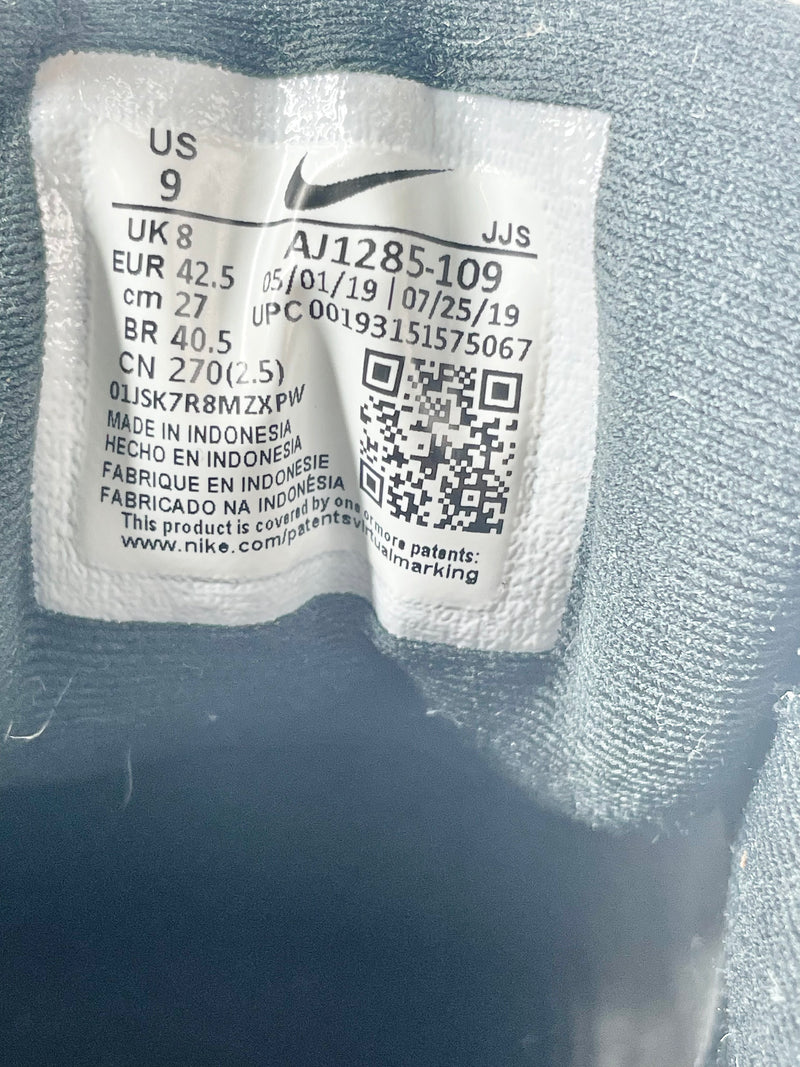 US
9
JJS
UK 8
EUR 42.5
cm 27
BR 40.5
CN 270(2.5)
AJ1285-109
05/01/19 | 07/25/19
UPC 00193151575067
01JSK7R8MZXPW
MADE IN INDONESIA
HECHO EN INDONESIA
FABRIQUE EN INDONESIE
FABRICADO NA INDONÉSIA
This product is covered by one or more patents:
www.nike.com/patentsvirtualmarking